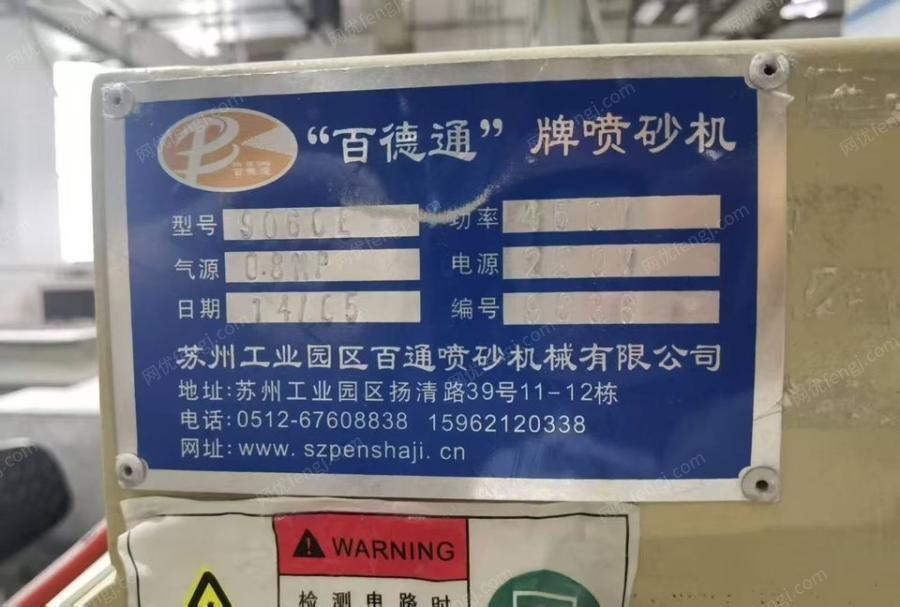 百德通
“百德通” 牌喷砂机
型号 9060E 功率
气源 0.8MP 电源
日期 14/05 编号
苏州工业园区百通喷砂机械有限公司
地址:苏州工业园区扬清路39号11-12栋
电话:0512-67608838 15962120338
网址:www.szpenshaji.cn
WARNING
检测电路时